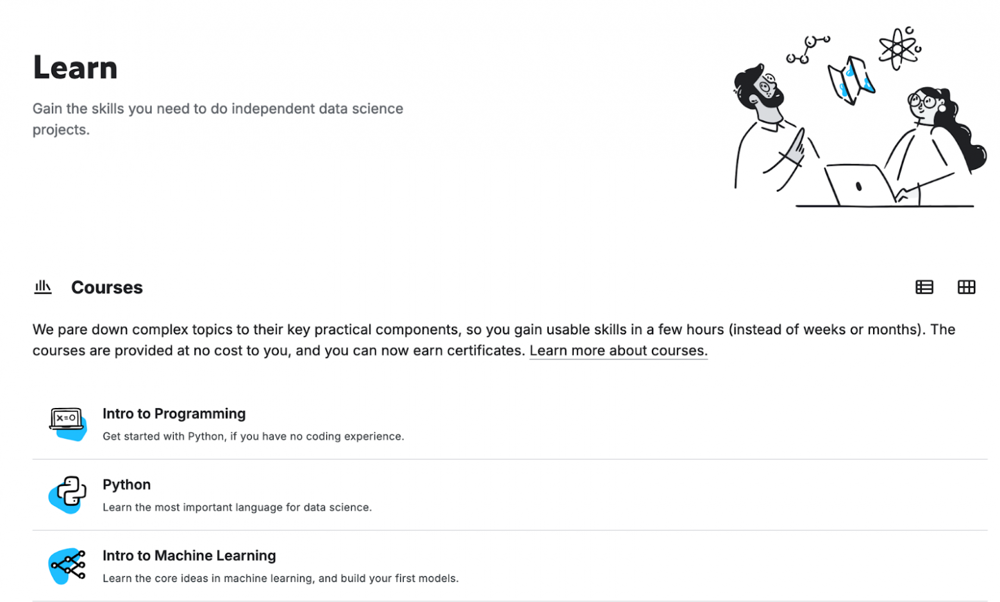 Learn
Gain the skills you need to do independent data science
projects.
Courses
We pare down complex topics to their key practical components, so you gain usable skills in a few hours (instead of weeks or months). The
courses are provided at no cost to you, and you can now earn certificates. Learn more about courses.
x=0
Intro to Programming
Get started with Python, if you have no coding experience.
Python
Learn the most important language for data science.
Intro to Machine Learning
Learn the core ideas in machine learning, and build your first models.